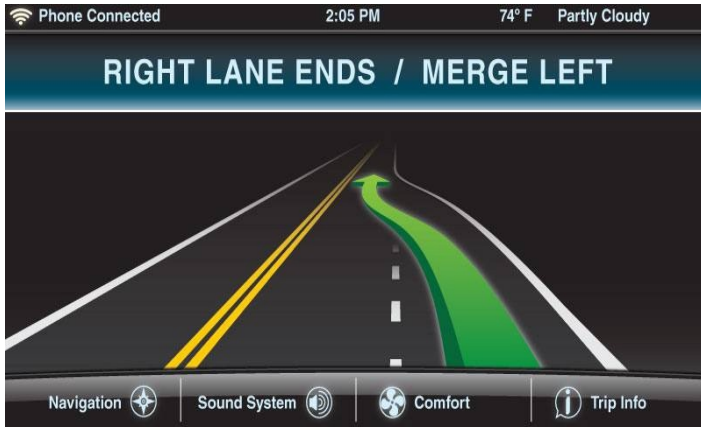 Phone Connected 2:05 PM 74° F Partly Cloudy
RIGHT LANE ENDS / MERGE LEFT
Navigation Sound System Comfort Trip Info